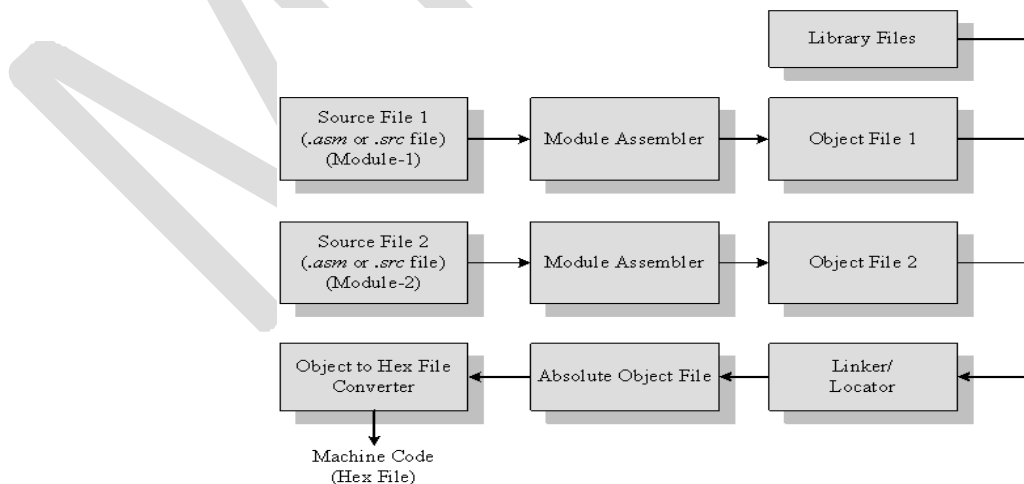 Library Files
Source File 1
(.asm or .src file)
(Module-1)
Module Assembler
Object File 1
Source File 2
(.asm or .src file)
(Module-2)
Module Assembler
Object File 2
Object to Hex File
Converter
Absolute Object File
Linker/
Locator
Machine Code
(Hex File)